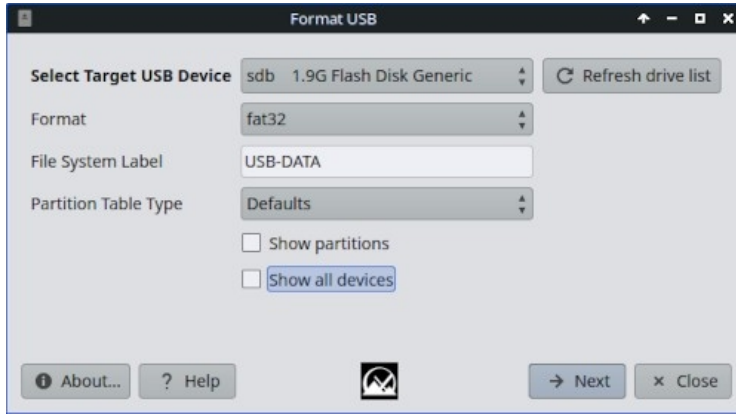 Format USB
Select Target USB Device sdb 1.9G Flash Disk Generic Refresh drive list
Format fat32
File System Label USB-DATA
Partition Table Type Defaults
Show partitions
Show all devices
About... ? Help Next Close